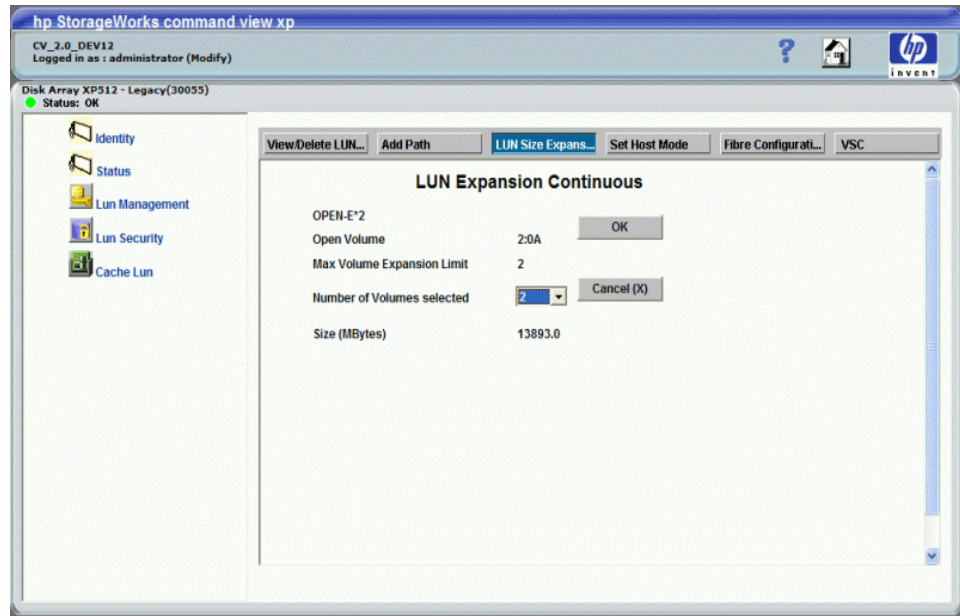 hp StorageWorks command view xp
CV_2.0_DEV12
Logged in as : administrator (Modify)
?
hp
invent
Disk Array XP512 - Legacy(30055)
Status: OK
Identity
Status
Lun Management
Lun Security
Cache Lun
View/Delete LUN... Add Path LUN Size Expans... Set Host Mode Fibre Configurati... VSC
LUN Expansion Continuous
OPEN-E*2
OK
Open Volume 2:0A
Max Volume Expansion Limit 2
Cancel (X)
Number of Volumes selected 2
Size (MBytes) 13893.0